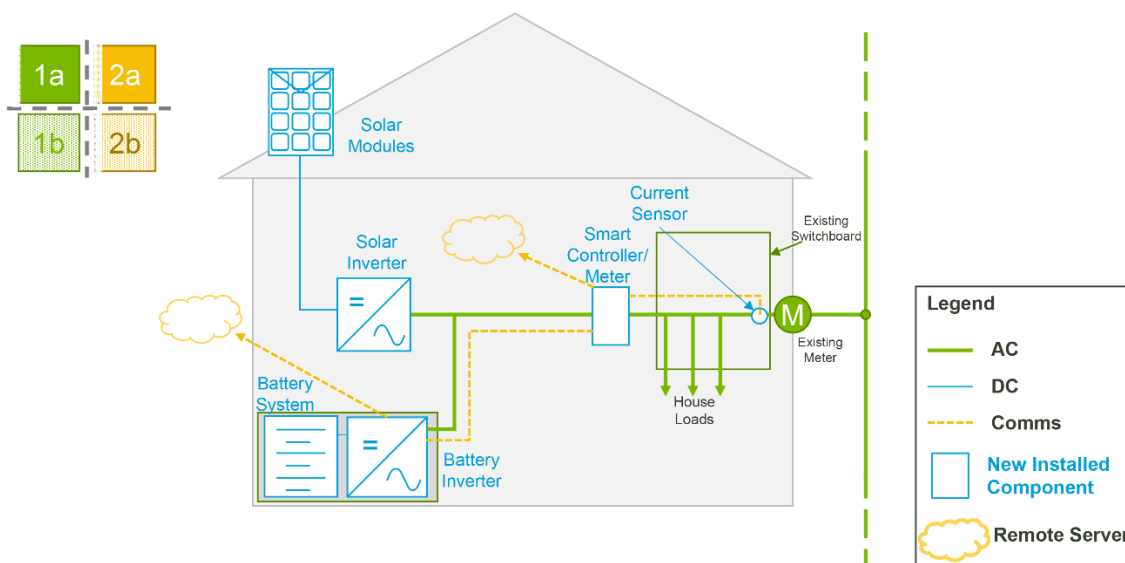 1a
2a
1b
2b
Solar
Modules
Current
Sensor
Existing
Switchboard
Smart
Controller/
Meter
Solar
Inverter
M
Existing
Meter
House
Loads
Battery
System
Battery
Inverter
Legend
AC
DC
Comms
New Installed
Component
Remote Server